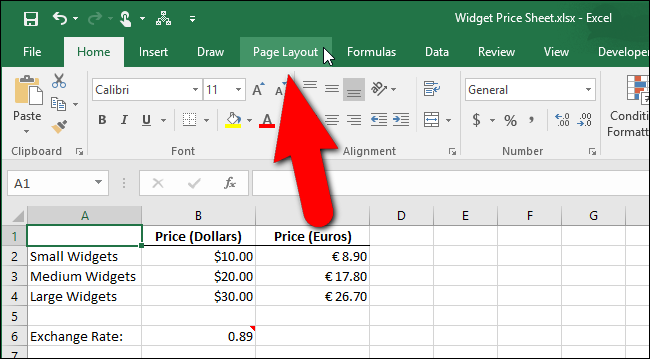 Widget Price Sheet.xlsx - Excel
File Home Insert Draw Page Layout Formulas Data Review View Developer
Calibri 11 A A General
Paste B I U A $ % , .00
Clipboard Font Alignment Number
A1 fx
A B C D E F G
1 Price (Dollars) Price (Euros)
2 Small Widgets $10.00 € 8.90
3 Medium Widgets $20.00 € 17.80
4 Large Widgets $30.00 € 26.70
5
6 Exchange Rate: 0.89
7